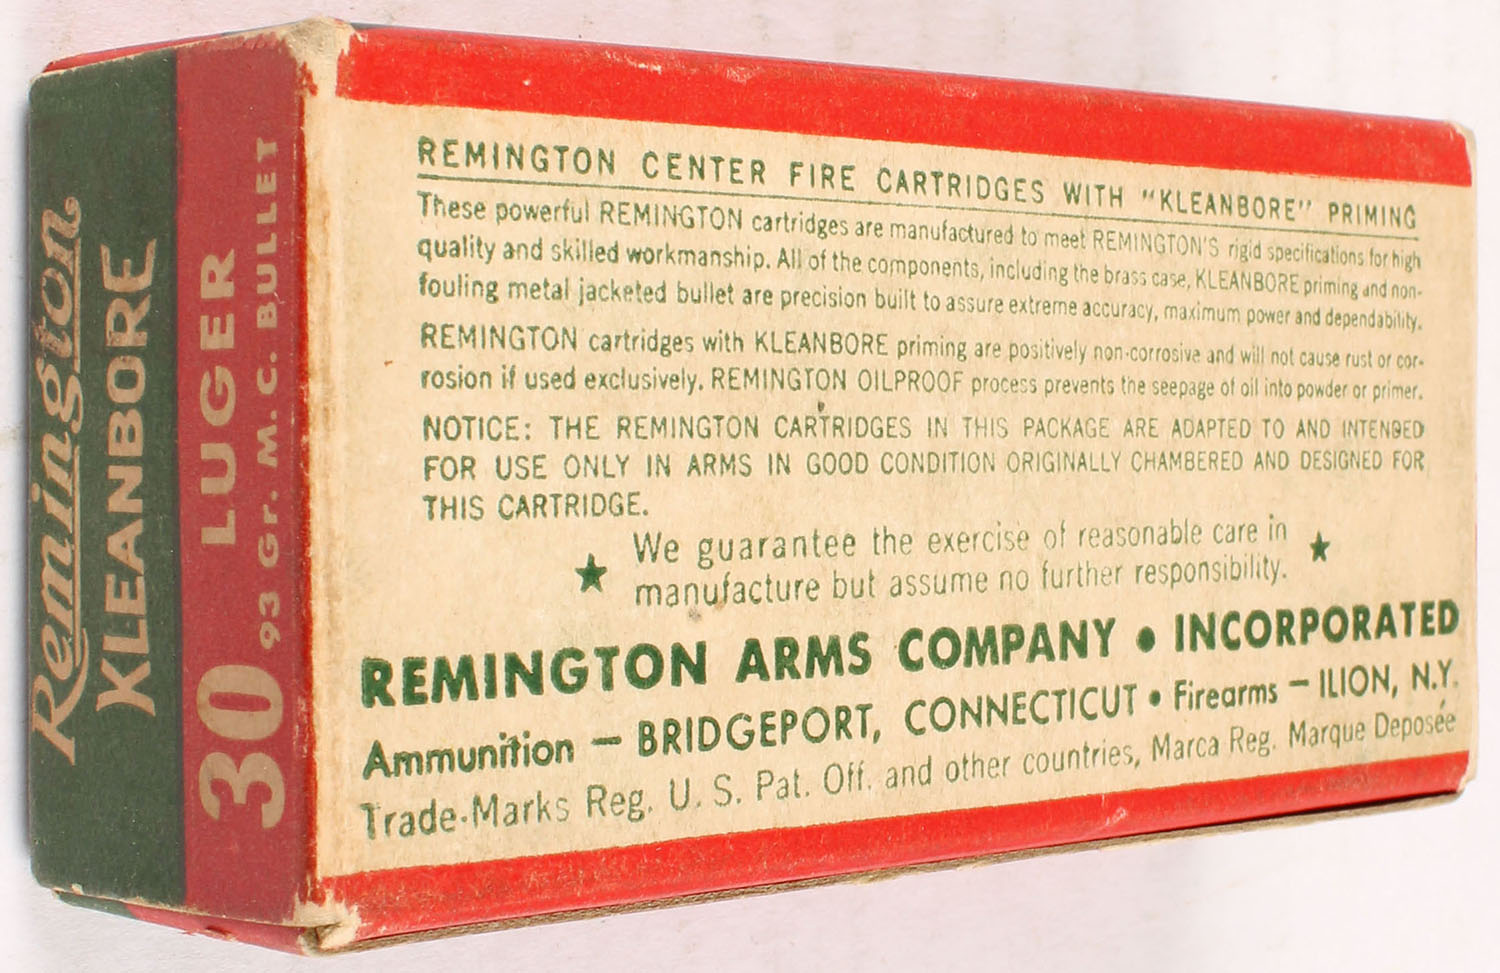 Remington
KLEANBORE
30 LUGER
93 Gr. M. C. BULLET
REMINGTON CENTER FIRE CARTRIDGES WITH "KLEANBORE" PRIMING
These powerful REMINGTON cartridges are manufactured to meet REMINGTON'S rigid specifications for high
quality and skilled workmanship. All of the components, including the brass case, KLEANBORE priming and non-
fouling metal jacketed bullet are precision built to assure extreme accuracy, maximum power and dependability.
REMINGTON cartridges with KLEANBORE priming are positively non-corrosive and will not cause rust or cor-
rosion if used exclusively. REMINGTON OILPROOF process prevents the seepage of oil into powder or primer.
NOTICE: THE REMINGTON CARTRIDGES IN THIS PACKAGE ARE ADAPTED TO AND INTENDED
FOR USE ONLY IN ARMS IN GOOD CONDITION ORIGINALLY CHAMBERED AND DESIGNED FOR
THIS CARTRIDGE.
★ We guarantee the exercise of reasonable care in ★
manufacture but assume no further responsibility.
REMINGTON ARMS COMPANY • INCORPORATED
Ammunition — BRIDGEPORT, CONNECTICUT • Firearms — ILION, N.Y.
Trade-Marks Reg. U. S. Pat. Off. and other countries, Marca Reg. Marque Deposée